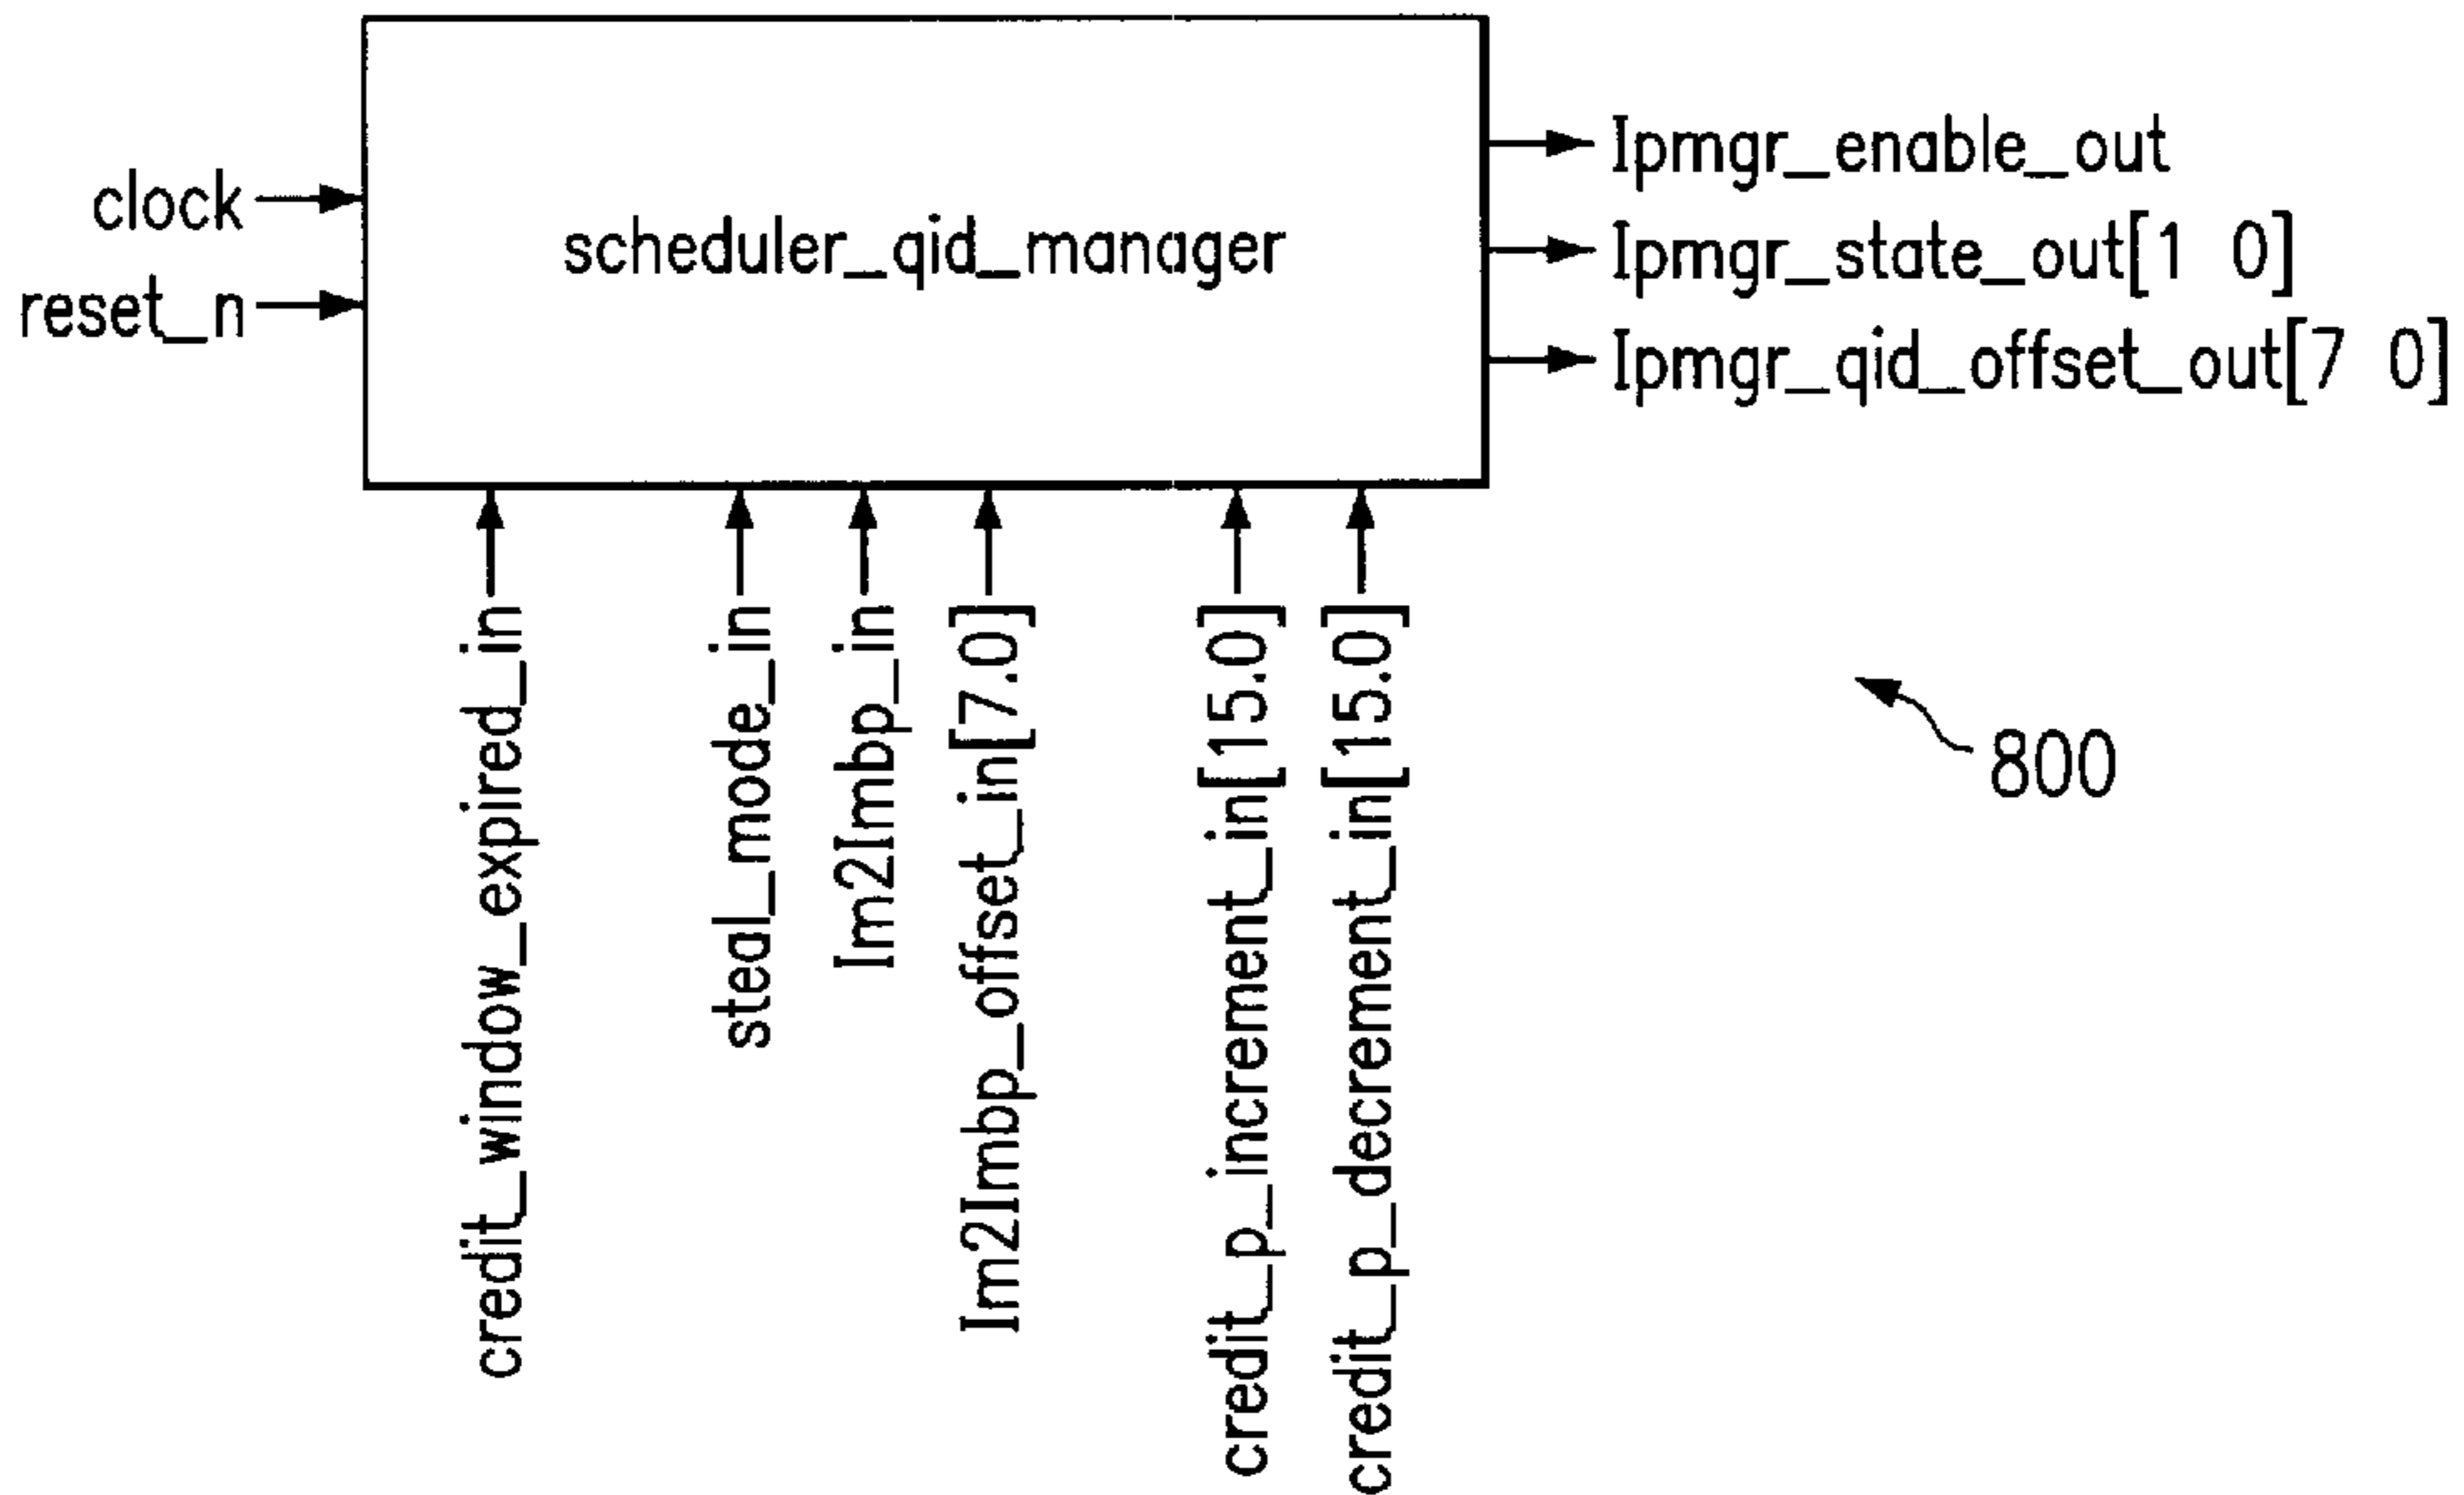 clock
reset_n
scheduler_qid_manager
Ipmgr_enable_out
Ipmgr_state_out[1 0]
Ipmgr_qid_offset_out[7 0]
credit_window_expired_in
steal_mode_in
Im2Imbp_in
Im2Imbp_offset_in[7.0]
credit_p_increment_in[15.0]
credit_p_decrement_in[15.0]
800